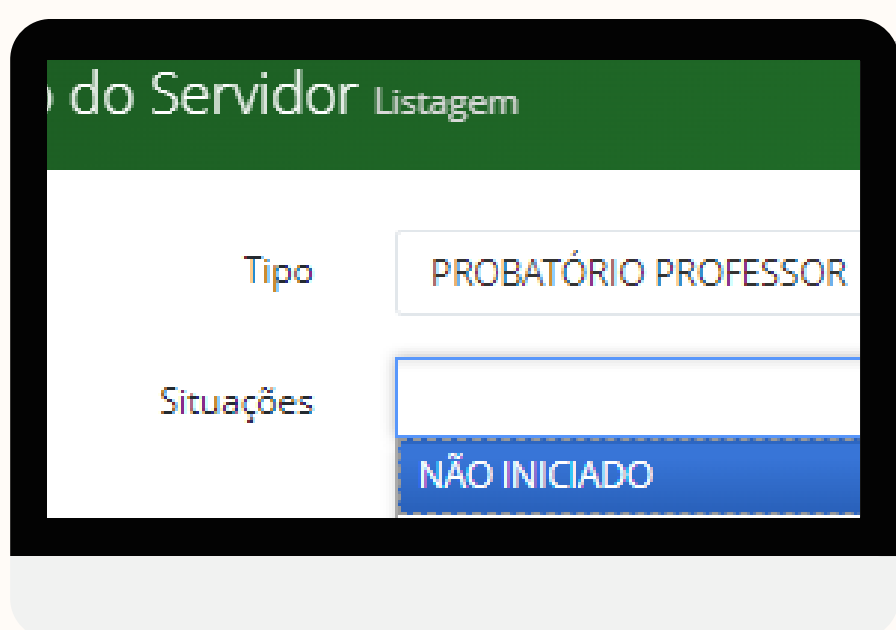 do Servidor Listagem
Tipo PROBATÓRIO PROFESSOR
Situações
NÃO INICIADO